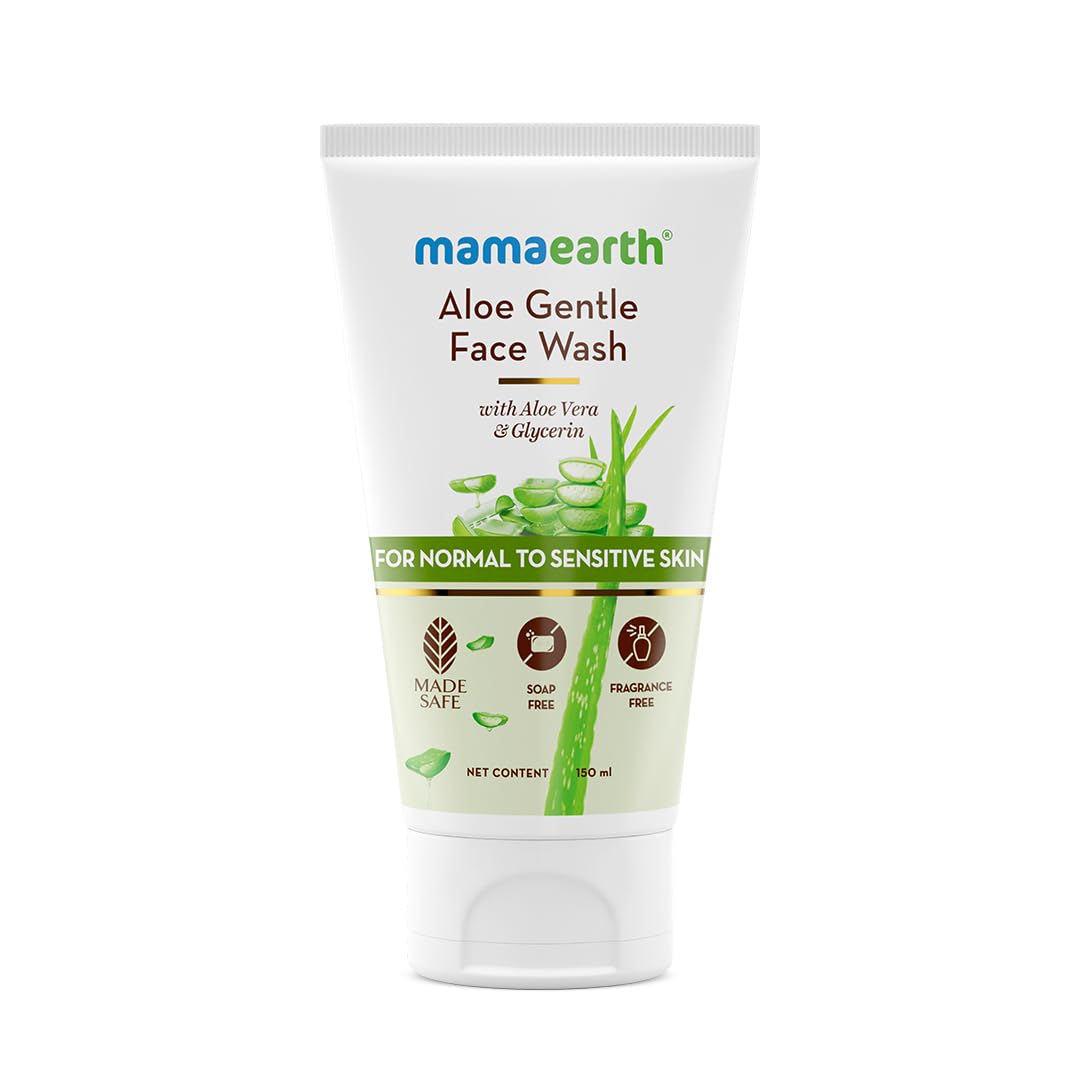 mamaearth®
Aloe Gentle
Face Wash
with Aloe Vera
& Glycerin
FOR NORMAL TO SENSITIVE SKIN
MADE
SAFE
SOAP
FREE
FRAGRANCE
FREE
NET CONTENT 150 ml